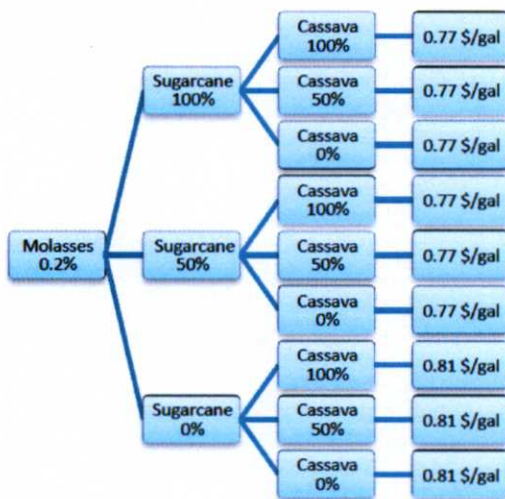 Cassava
100%
0.77 $/gal
Sugarcane
100%
Cassava
50%
0.77 $/gal
Cassava
0%
0.77 $/gal
Cassava
100%
0.77 $/gal
Molasses
0.2%
Sugarcane
50%
Cassava
50%
0.77 $/gal
Cassava
0%
0.77 $/gal
Cassava
100%
0.81 $/gal
Sugarcane
0%
Cassava
50%
0.81 $/gal
Cassava
0%
0.81 $/gal